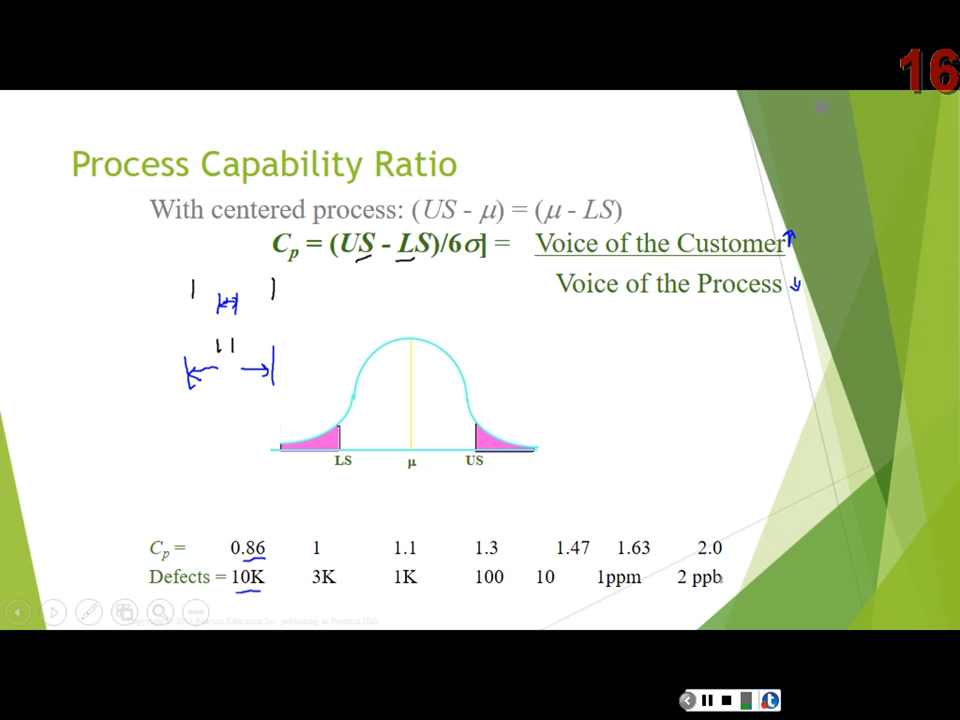 16
Process Capability Ratio
With centered process: (US - μ) = (μ - LS)
Cp = (US - LS)/6σ] = Voice of the Customer
Voice of the Process
LS μ US
Cp = 0.86 1 1.1 1.3 1.47 1.63 2.0
Defects = 10K 3K 1K 100 10 1ppm 2 ppb
Pearson Education Inc. publishing as Prentice Hall